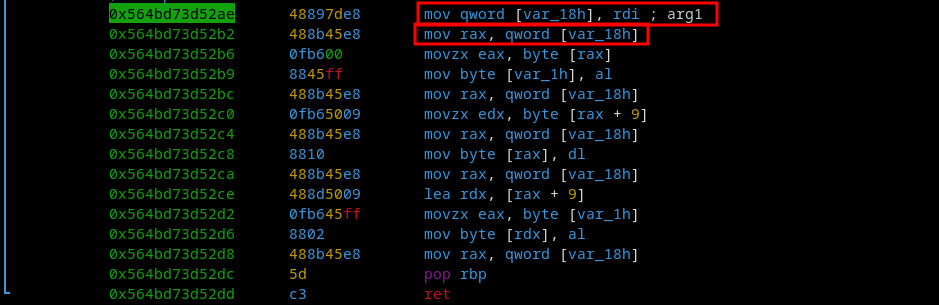 0x564bd73d52ae 48897de8 mov qword [var_18h], rdi ; arg1
0x564bd73d52b2 488b45e8 mov rax, qword [var_18h]
0x564bd73d52b6 0fb600 movzx eax, byte [rax]
0x564bd73d52b9 8845ff mov byte [var_1h], al
0x564bd73d52bc 488b45e8 mov rax, qword [var_18h]
0x564bd73d52c0 0fb65009 movzx edx, byte [rax + 9]
0x564bd73d52c4 488b45e8 mov rax, qword [var_18h]
0x564bd73d52c8 8810 mov byte [rax], dl
0x564bd73d52ca 488b45e8 mov rax, qword [var_18h]
0x564bd73d52ce 488d5009 lea rdx, [rax + 9]
0x564bd73d52d2 0fb645ff movzx eax, byte [var_1h]
0x564bd73d52d6 8802 mov byte [rdx], al
0x564bd73d52d8 488b45e8 mov rax, qword [var_18h]
0x564bd73d52dc 5d pop rbp
0x564bd73d52dd c3 ret